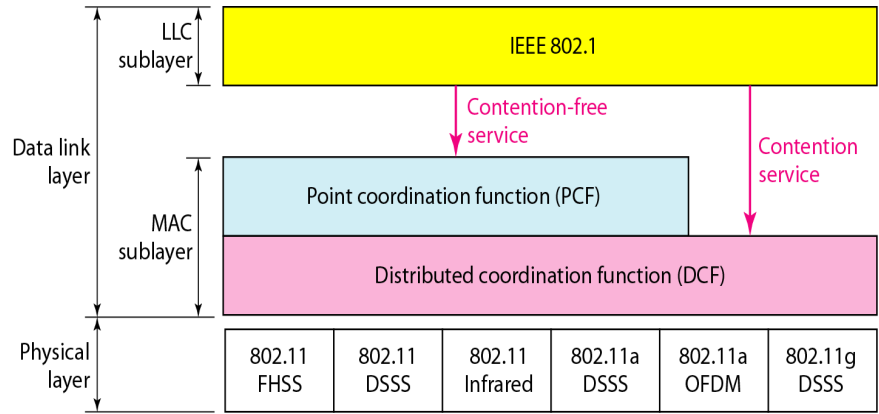 LLC
sublayer
IEEE 802.1
Contention-free
service
Contention
service
Data link
layer
MAC
sublayer
Point coordination function (PCF)
Distributed coordination function (DCF)
Physical
layer
802.11
FHSS
802.11
DSSS
802.11
Infrared
802.11a
DSSS
802.11a
OFDM
802.11g
DSSS